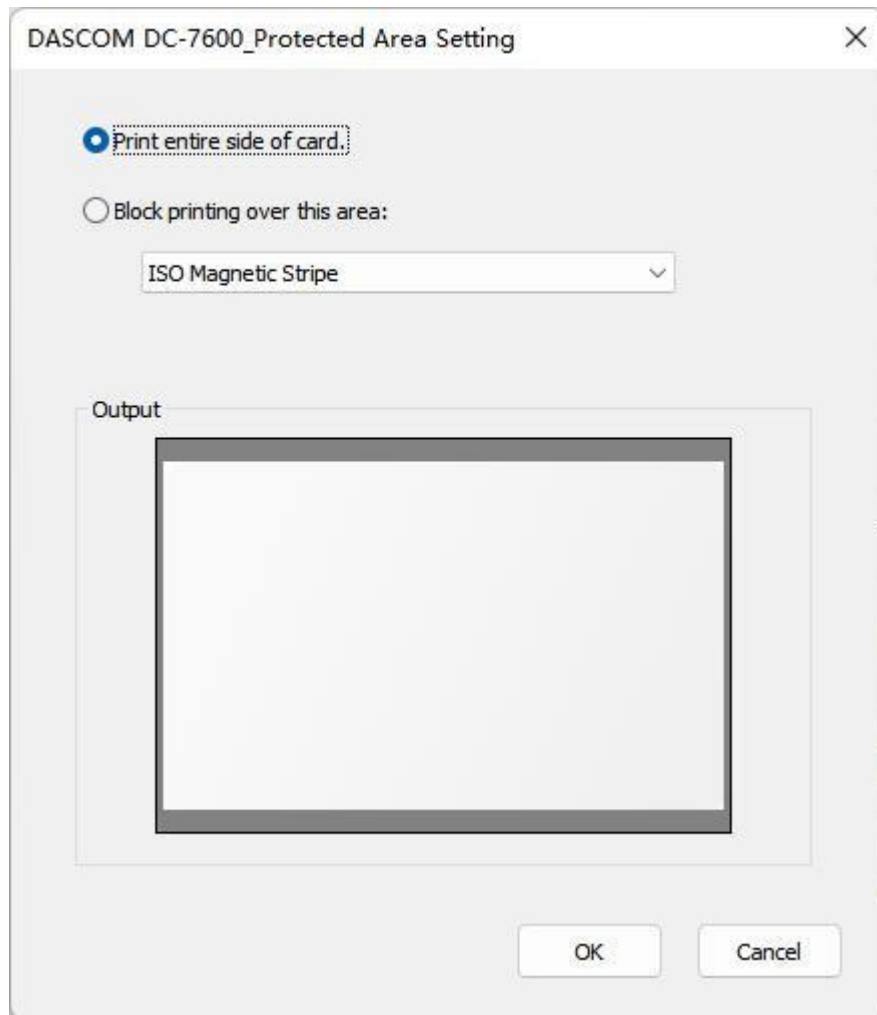 DASCOM DC-7600_Protected Area Setting
Print entire side of card.
Block printing over this area:
ISO Magnetic Stripe
Output
OK
Cancel